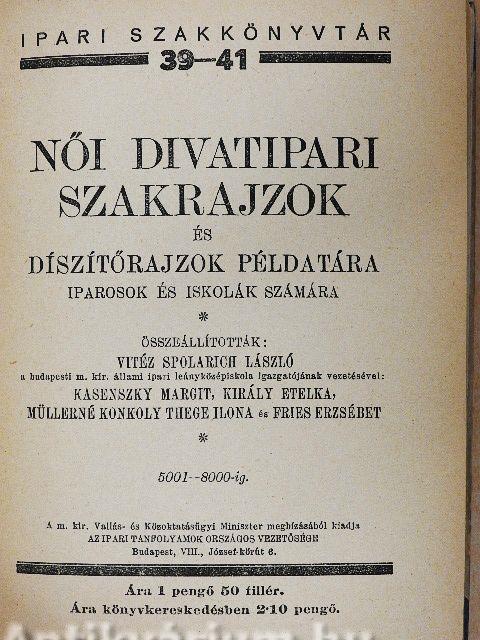 IPARI SZAKKÖNYVTÁR
39—41
NŐI DIVATIPARI
SZAKRAJZOK
ÉS
DÍSZÍTŐRAJZOK PÉLDATÁRA
IPAROSOK ÉS ISKOLÁK SZÁMÁRA
*
ÖSSZEÁLLÍTOTTÁK:
VITÉZ SPOLARICH LÁSZLÓ
a budapesti m. kir. állami ipari leányközépiskola igazgatójának vezetésével:
KASENSZKY MARGIT, KIRÁLY ETELKA,
MÜLLERNÉ KONKOLY THEGE ILONA és FRIES ERZSÉBET
*
5001--8000-ig.
A m. kir. Vallás- és Közoktatásügyi Miniszter megbízásából kiadja
AZ IPARI TANFOLYAMOK ORSZÁGOS VEZETŐSÉGE
Budapest, VIII., József-körút 6.
Ára 1 pengő 50 fillér.
Ára könyvkereskedésben 2·10 pengő.
Antikvárium.hu